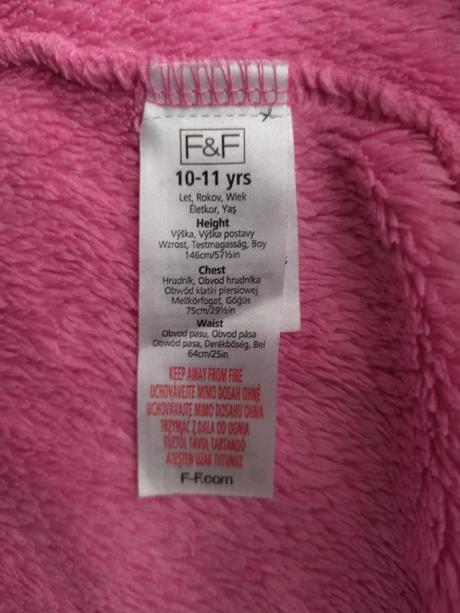 F&F
10-11 yrs
Let, Rokov, Wiek
Életkor, Yaş
Height
Výška, Výška postavy
Wzrost, Testmagasság, Boy
146cm/57½in
Chest
Hrudník, Obvod hrudníka
Obwód klatki piersiowej
Mellkörfogat, Göğüs
75cm/29½in
Waist
Obvod pasu, Obvod pása
Obwód pasa, Derékbőség, Bel
64cm/25in
KEEP AWAY FROM FIRE
UCHOVÁVEJTE MIMO DOSAH OHNĚ
UCHOVÁVAJTE MIMO DOSAHU OHŇA
TRZYMAĆ Z DALA OD OGNIA
TŰZTŐL TÁVOL TARTANDÓ
ATEŞTEN UZAK TUTUNUZ
F-F.com